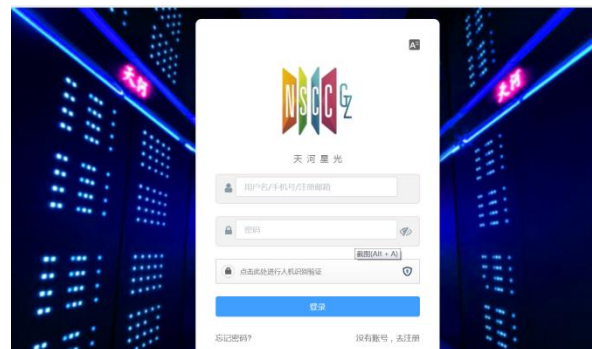 天河
天河
A
NSCC GZ
天河星光
用户名/手机号/注册邮箱
密码
截图(Alt + A)
点击此处进行人机识别验证
登录
忘记密码?
没有账号，去注册